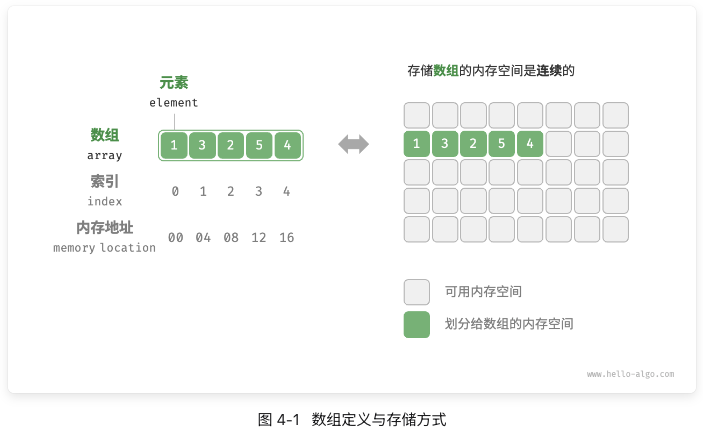 存储数组的内存空间是连续的
元素
element
数组
array
1 3 2 5 4
索引
index
0 1 2 3 4
内存地址
memory location
00 04 08 12 16
1 3 2 5 4
可用内存空间
划分给数组的内存空间
www.hello-algo.com
图 4-1 数组定义与存储方式